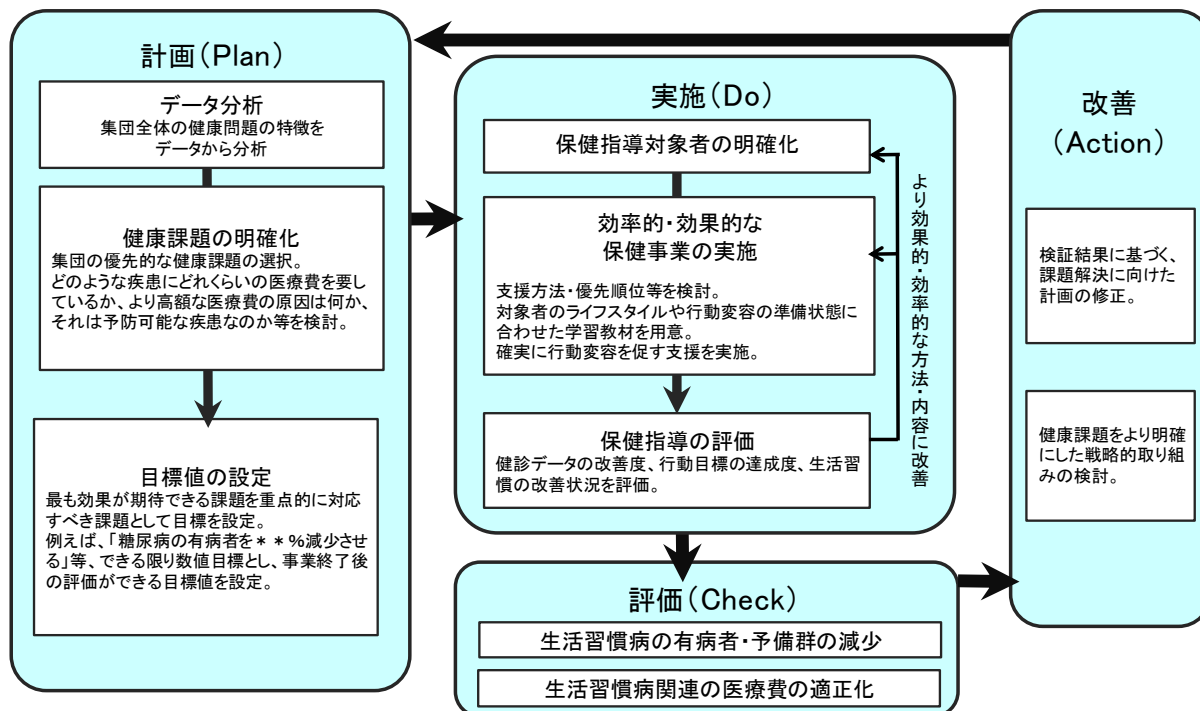 計画（Plan）
データ分析
集団全体の健康問題の特徴を
データから分析
健康課題の明確化
集団の優先的な健康課題の選択。
どのような疾患にどれくらいの医療費を要し
ているか、より高額な医療費の原因は何か、
それは予防可能な疾患なのか等を検討。
目標値の設定
最も効果が期待できる課題を重点的に対応
すべき課題として目標を設定。
例えば、「糖尿病の有病者を＊＊%減少させ
る」等、できる限り数値目標とし、事業終了後
の評価ができる目標値を設定。
実施（Do）
保健指導対象者の明確化
効率的・効果的な
保健事業の実施
支援方法・優先順位等を検討。
対象者のライフスタイルや行動変容の準備状態に
合わせた学習教材を用意。
確実に行動変容を促す支援を実施。
保健指導の評価
健診データの改善度、行動目標の達成度、生活習
慣の改善状況を評価。
より効果的・効率的な方法・内容に改善
評価（Check）
生活習慣病の有病者・予備群の減少
生活習慣病関連の医療費の適正化
改善
（Action）
検証結果に基づく、
課題解決に向けた
計画の修正。
健康課題をより明確
にした戦略的取り組
みの検討。